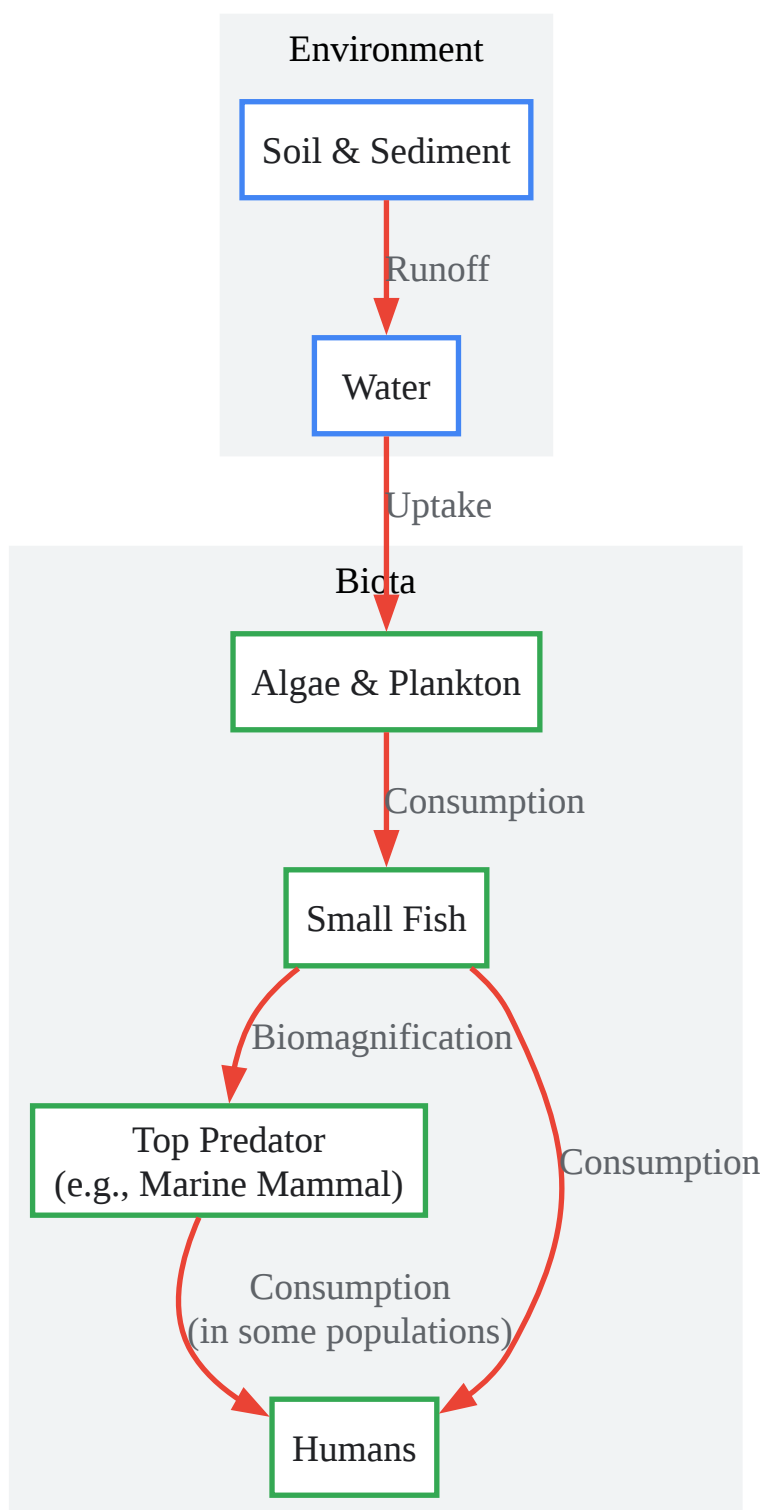 Environment
Soil & Sediment
Runoff
Water
Uptake
Biota
Algae & Plankton
Consumption
Small Fish
Biomagnification
Top Predator
(e.g., Marine Mammal)
Consumption
Consumption
(in some populations)
Humans